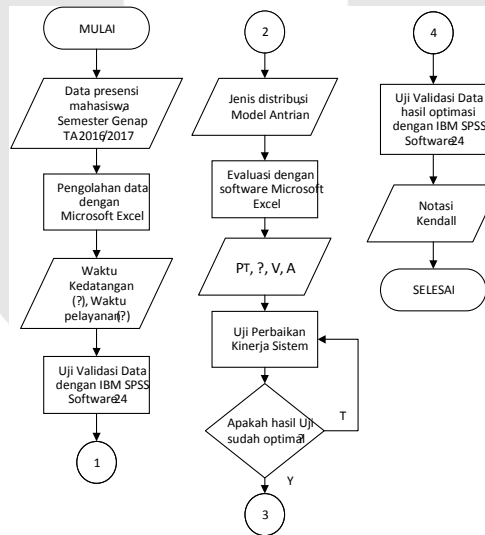 MULAI
Data presensi
mahasiswa,
Semester Genap
TA2016/2017
Pengolahan data
dengan
Microsoft Excel
Waktu
Kedatangan
(?), Waktu
pelayanan(?)
Uji Validasi Data
dengan IBM SPSS
Software24
1
2
Jenis distribusi,
Model Antrian
Evaluasi dengan
software Microsoft
Excel
PT, ?, V, A
Uji Perbaikan
Kinerja Sistem
Apakah hasil Uji
sudah optimal?
T
Y
3
4
Uji Validasi Data
hasil optimasi
dengan IBM SPSS
Software24
Notasi
Kendall
SELESAI